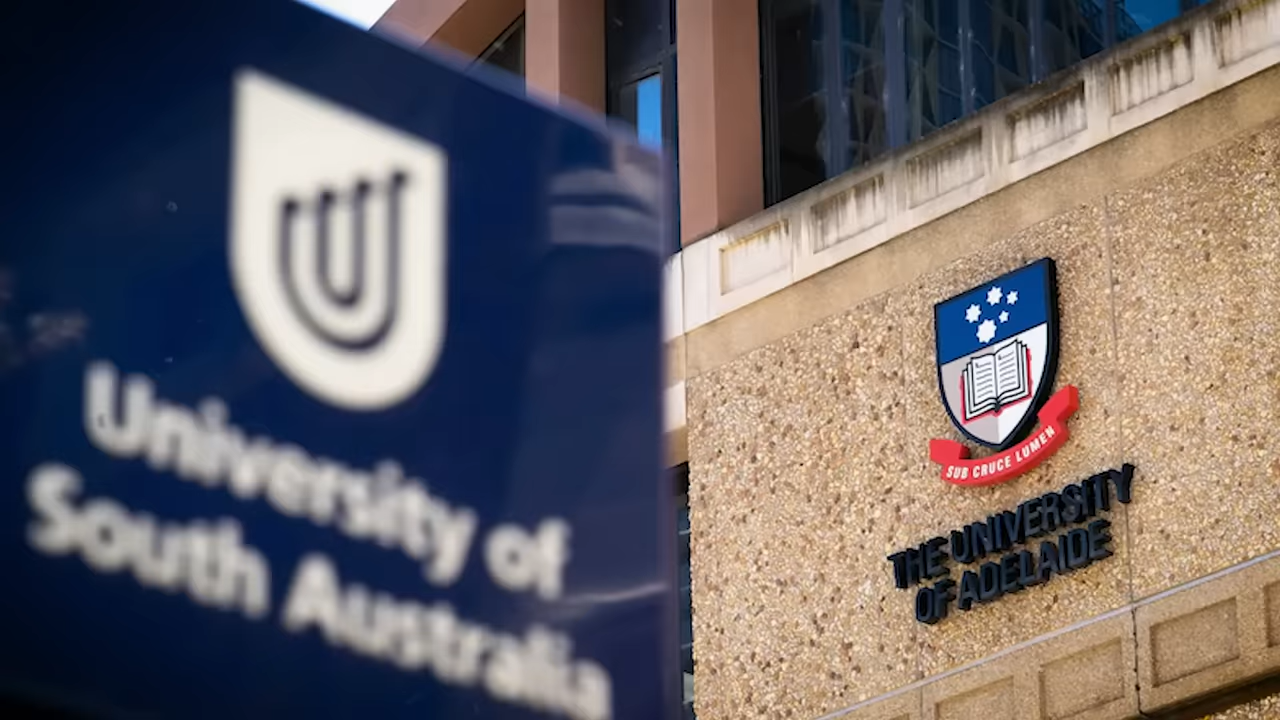 University of
South Australia
SUB CRUCE LUMEN
THE UNIVERSITY
OF ADELAIDE